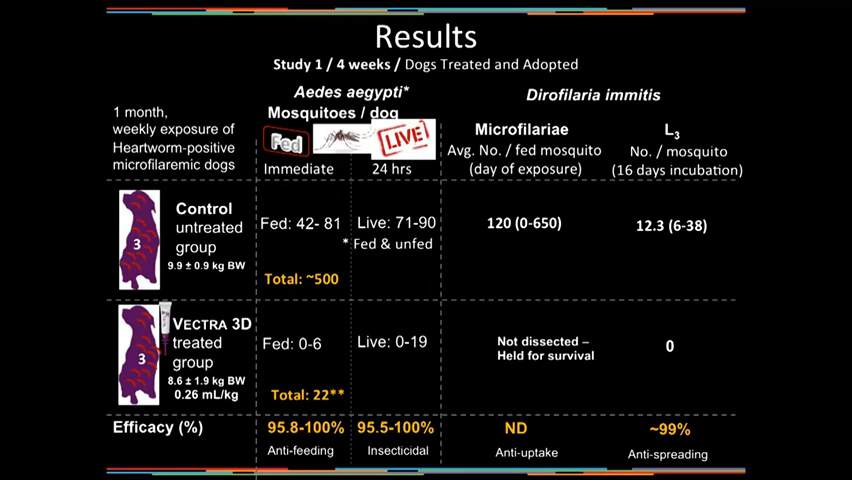 Results
Study 1 / 4 weeks / Dogs Treated and Adopted
1 month,
weekly exposure of
Heartworm-positive
microfilaremic dogs
Aedes aegypti*
Mosquitoes / dog
Fed
LIVE
Immediate
24 hrs
Dirofilaria immitis
Microfilariae
Avg. No. / fed mosquito
(day of exposure)
L3
No. / mosquito
(16 days incubation)
3
Control
untreated
group
9.9 ± 0.9 kg BW
Fed: 42- 81
Live: 71-90
* Fed & unfed
Total: ~500
120 (0-650)
12.3 (6-38)
3
VECTRA 3D
treated
group
8.6 ± 1.9 kg BW
0.26 mL/kg
Fed: 0-6
Live: 0-19
Total: 22**
Not dissected –
Held for survival
0
Efficacy (%)
95.8-100%
95.5-100%
ND
~99%
Anti-feeding
Insecticidal
Anti-uptake
Anti-spreading